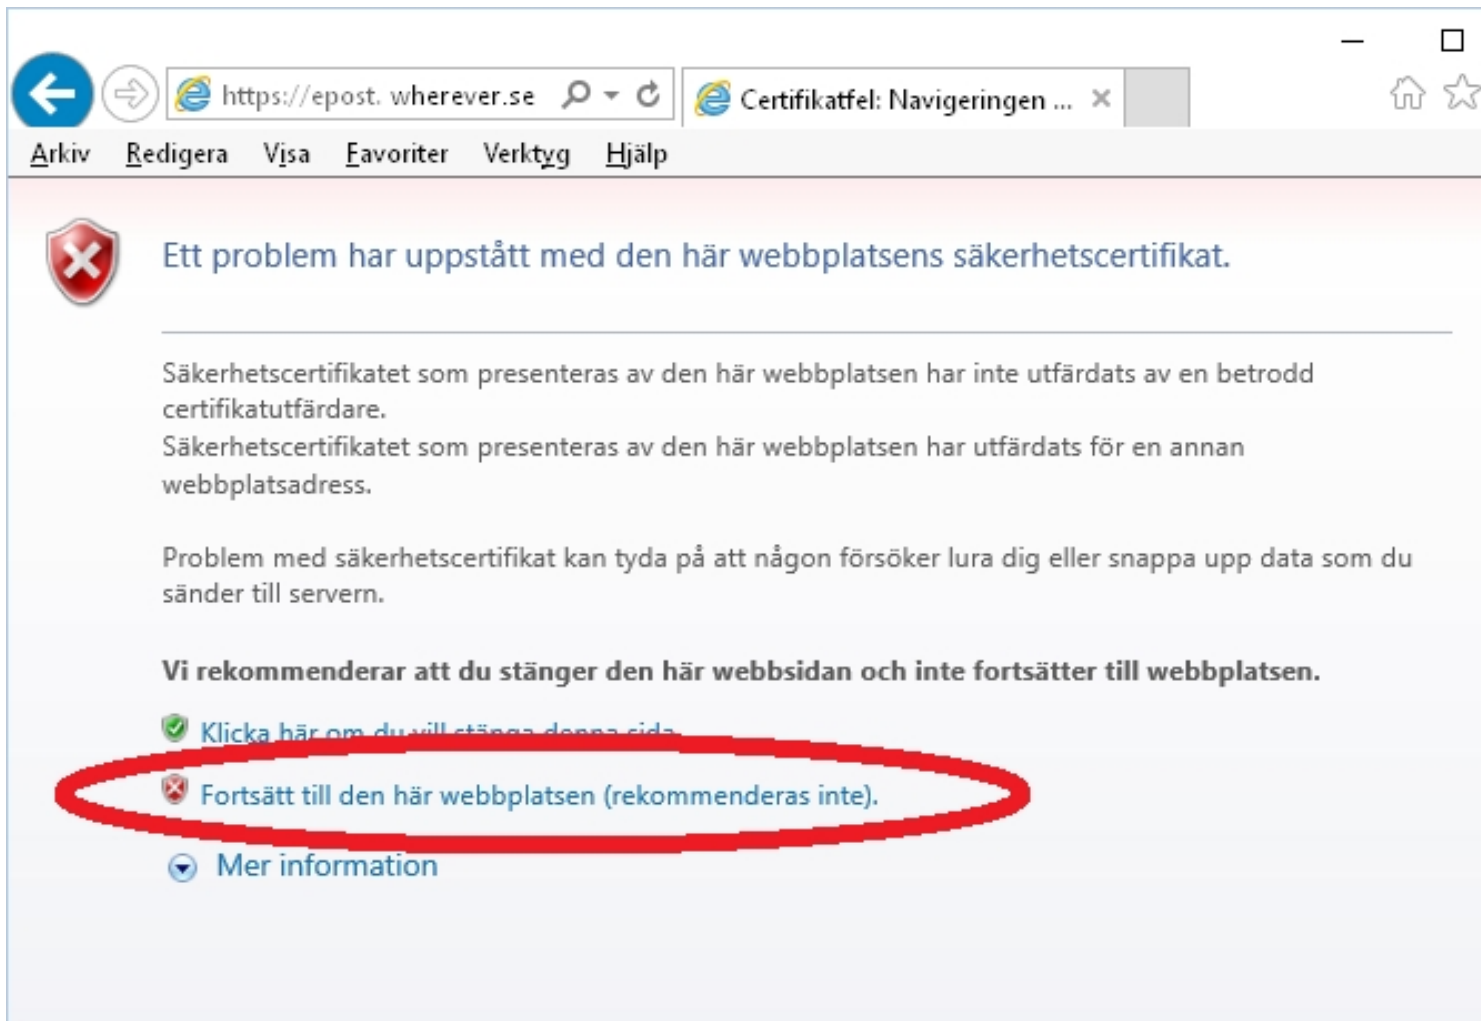 https://epost. wherever.se
Certifikatfel: Navigeringen ...
Arkiv Redigera Visa Favoriter Verktyg Hjälp
Ett problem har uppstått med den här webbplatsens säkerhetscertifikat.
Säkerhetscertifikatet som presenteras av den här webbplatsen har inte utfärdats av en betrodd
certifikatutfärdare.
Säkerhetscertifikatet som presenteras av den här webbplatsen har utfärdats för en annan
webbplatsadress.
Problem med säkerhetscertifikat kan tyda på att någon försöker lura dig eller snappa upp data som du
sänder till servern.
Vi rekommenderar att du stänger den här webbsidan och inte fortsätter till webbplatsen.
Klicka här om du vill stänga denna sida.
Fortsätt till den här webbplatsen (rekommenderas inte).
Mer information